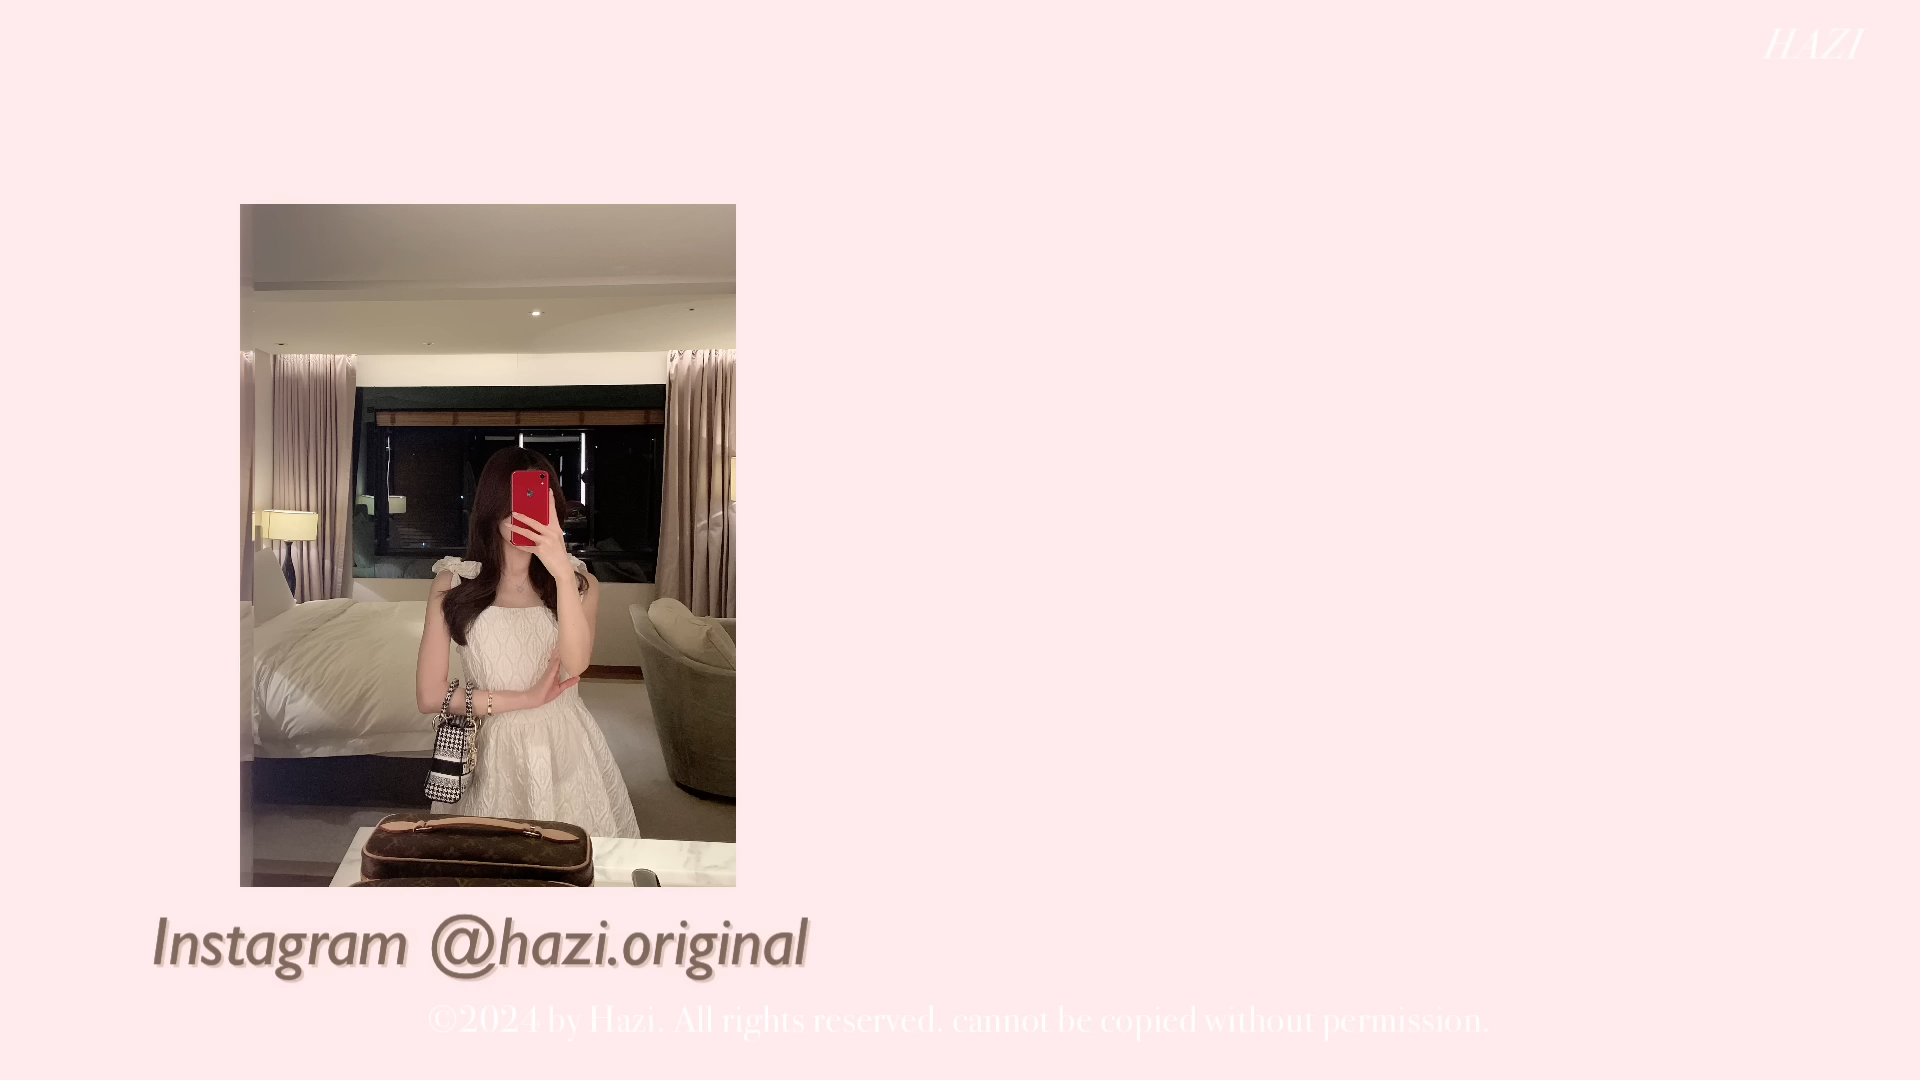 HAZI
Instagram @hazi.original
©2024 by Hazi. All rights reserved. cannot be copied without permission.